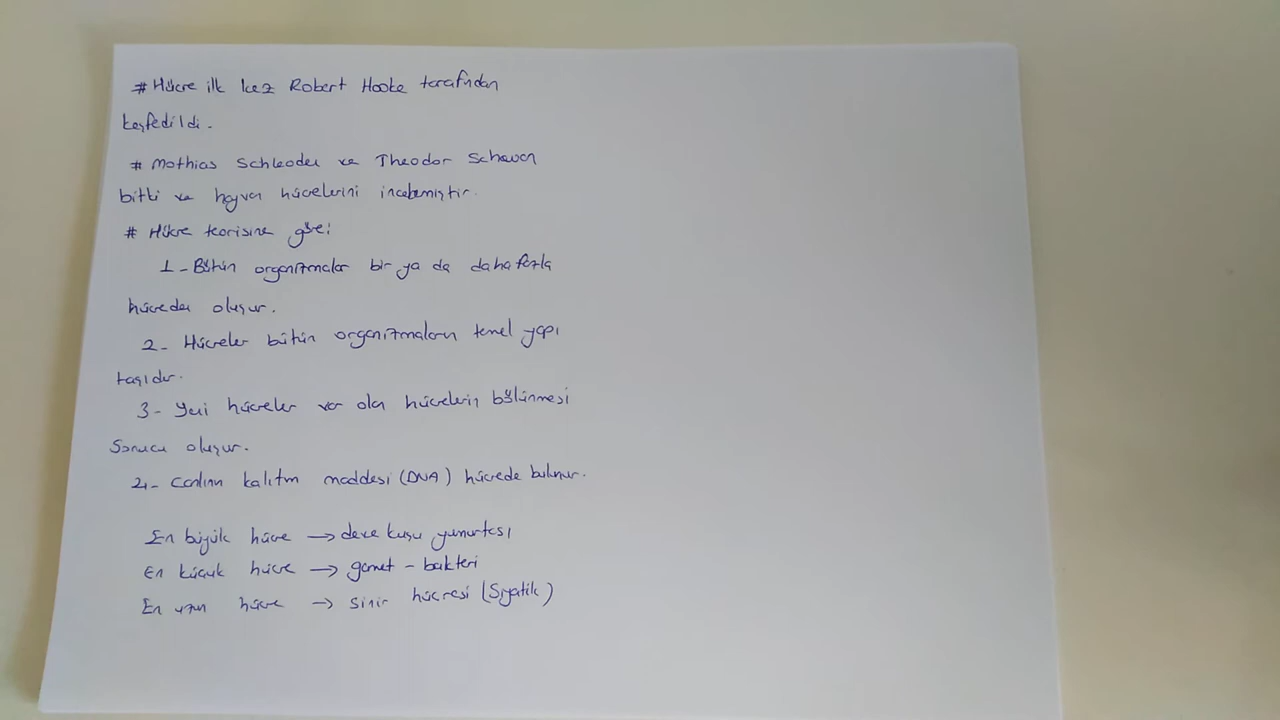 # Hücre ilk kez Robert Hooke tarafından
keşfedildi.
# Mathias Schleiden ve Theodor Schwan
bitki ve hayvan hücrelerini incelemiştir.
# Hücre teorisine göre;
1- Bütün organizmalar bir ya da daha fazla
hücreden oluşur.
2- Hücreler bütün organizmaların temel yapı
taşıdır.
3- Yeni hücreler var olan hücrelerin bölünmesi
sonucu oluşur.
4- Canlının kalıtım maddesi (DNA) hücrede bulunur.
En büyük hücre → deve kuşu yumurtası
En küçük hücre → gamet - bakteri
En uzun hücre → sinir hücresi (Siyatik)